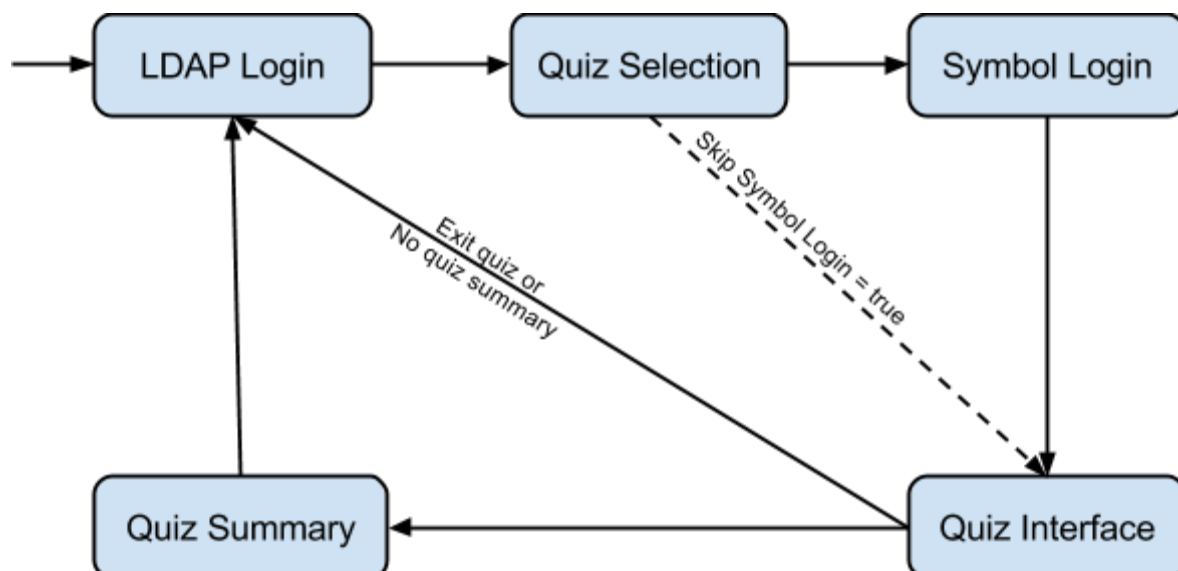 LDAP Login
Quiz Selection
Symbol Login
Skip Symbol Login = true
Exit quiz or
No quiz summary
Quiz Summary
Quiz Interface